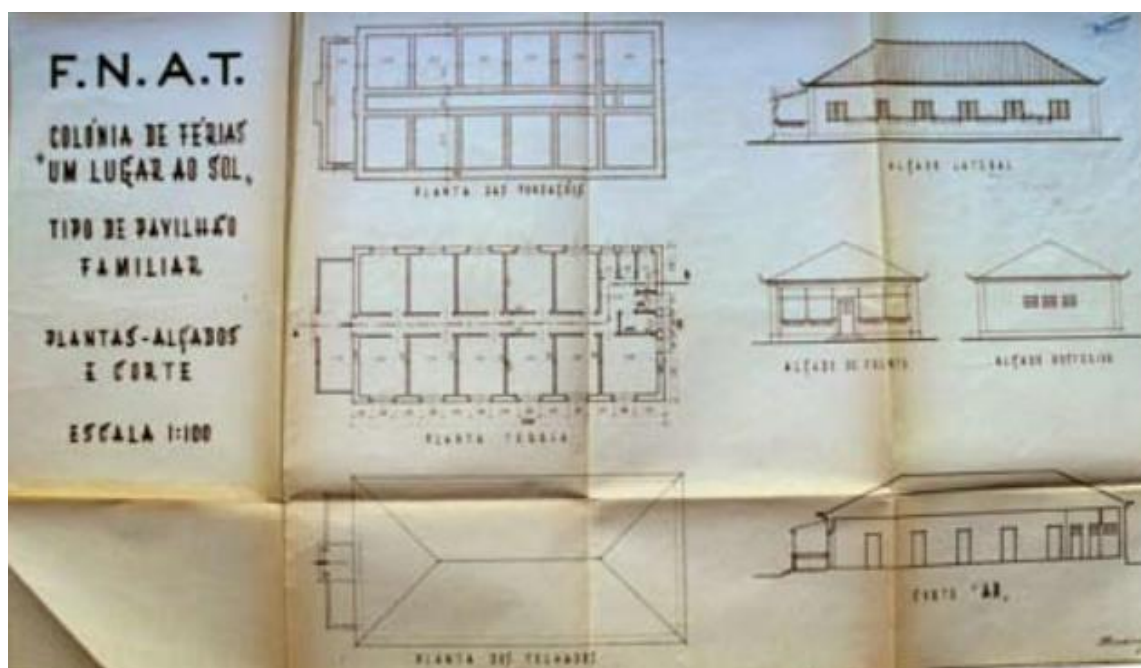 F.N.A.T.
COLÓNIA DE FÉRIAS
"UM LUGAR AO SOL„
TIPO DE PAVILHÃO
FAMILIAR
PLANTAS-ALÇADOS
E CORTE
ESCALA 1:100
PLANTA DAS FUNDAÇÕES
ALÇADO LATERAL
PLANTA TERREA
ALÇADO DE FRENTE
ALÇADO POSTERIOR
PLANTA DOS TELHADOS
CORTE "AB„